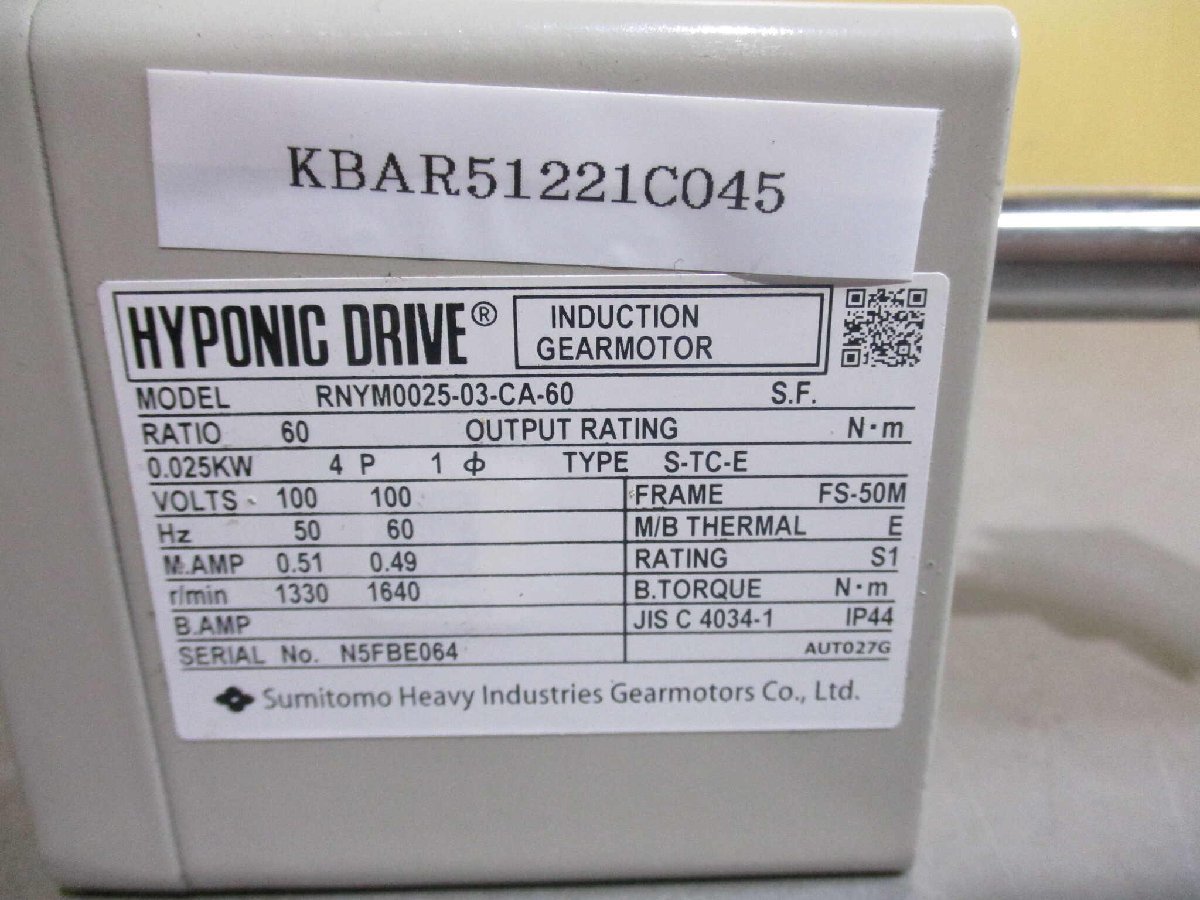 KBAR51221C045
HYPONIC DRIVE®
INDUCTION
GEARMOTOR
MODEL RNYM0025-03-CA-60 S.F.
RATIO 60 OUTPUT RATING N・m
0.025KW 4 P 1 ф TYPE S-TC-E
VOLTS 100 100 FRAME FS-50M
Hz 50 60 M/B THERMAL E
M.AMP 0.51 0.49 RATING S1
r/min 1330 1640 B.TORQUE N・m
B.AMP JIS C 4034-1 IP44
SERIAL No. N5FBE064 AUT027G
Sumitomo Heavy Industries Gearmotors Co., Ltd.